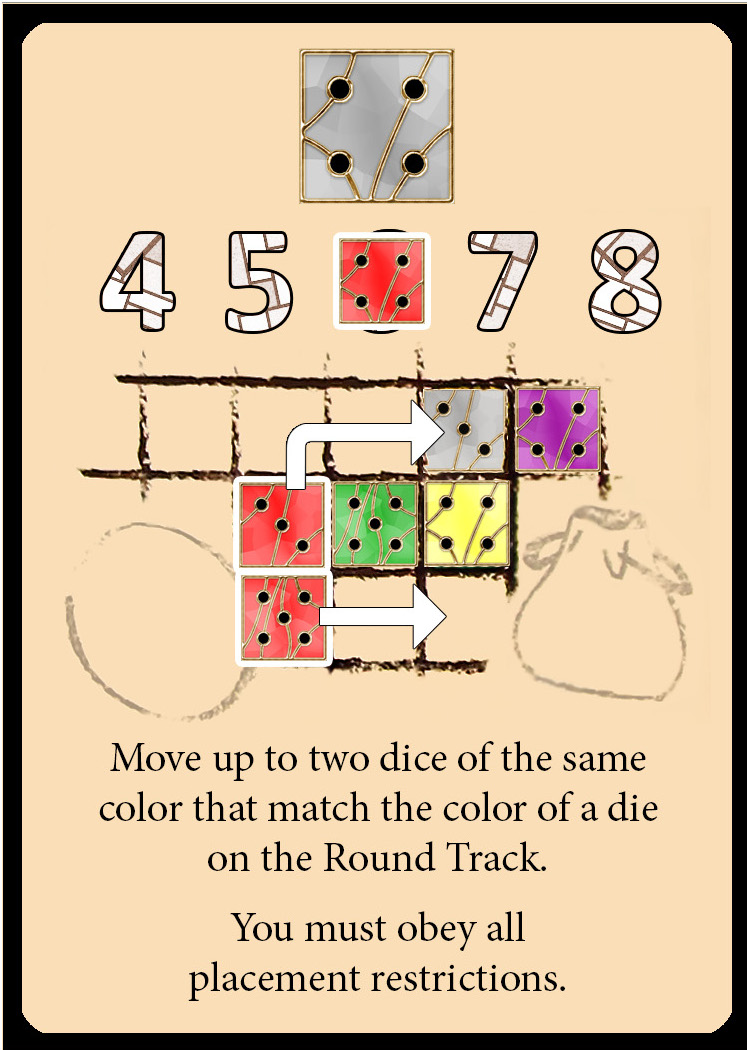 4 5 7 8
Move up to two dice of the same
color that match the color of a die
on the Round Track.
You must obey all
placement restrictions.